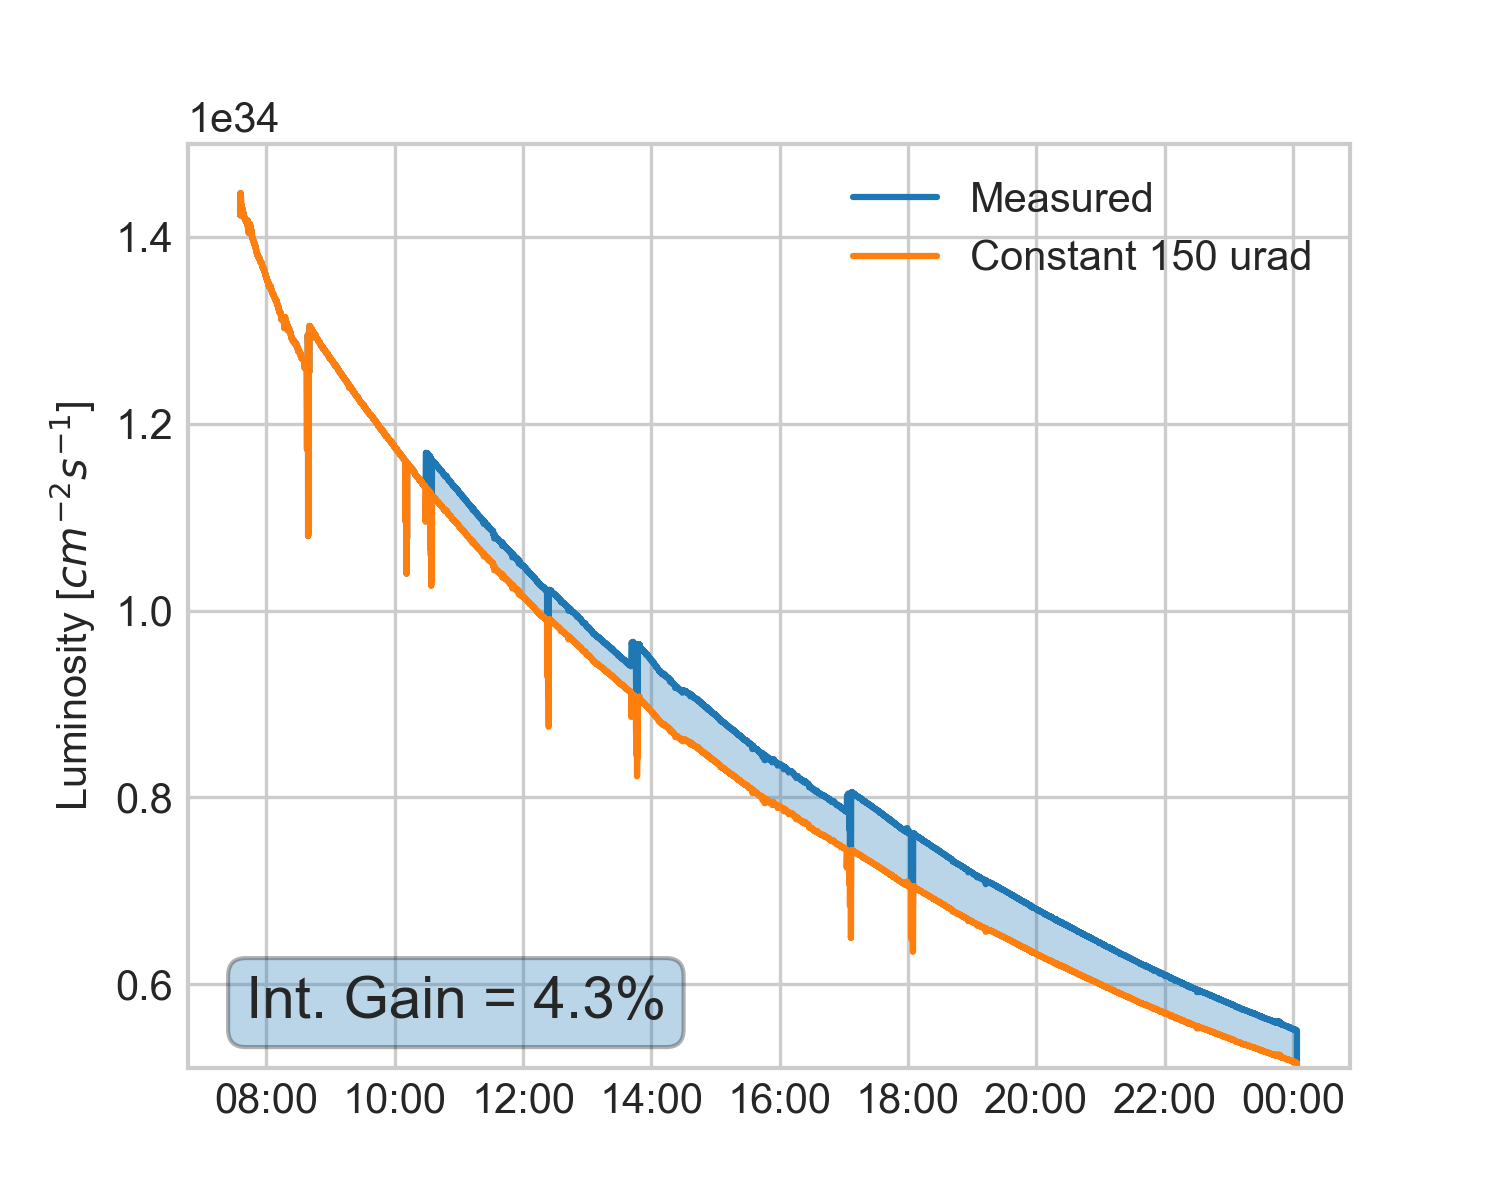 1e34
Measured
Constant 150 urad
1.4
1.2
1.0
0.8
0.6
Luminosity [cm⁻²s⁻¹]
Int. Gain = 4.3%
08:00 10:00 12:00 14:00 16:00 18:00 20:00 22:00 00:00